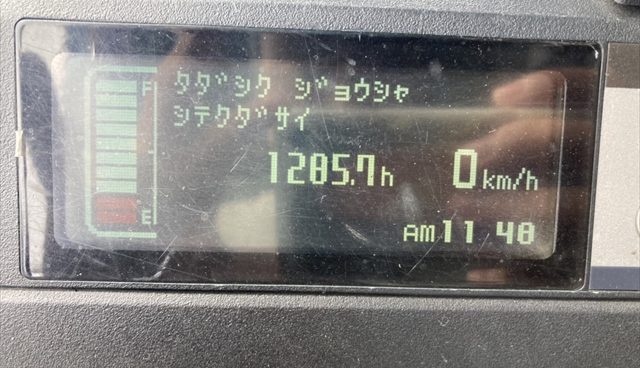 F
タダシク ジョウシャ
シテクダサイ
1285.7h 0km/h
E
AM11 48